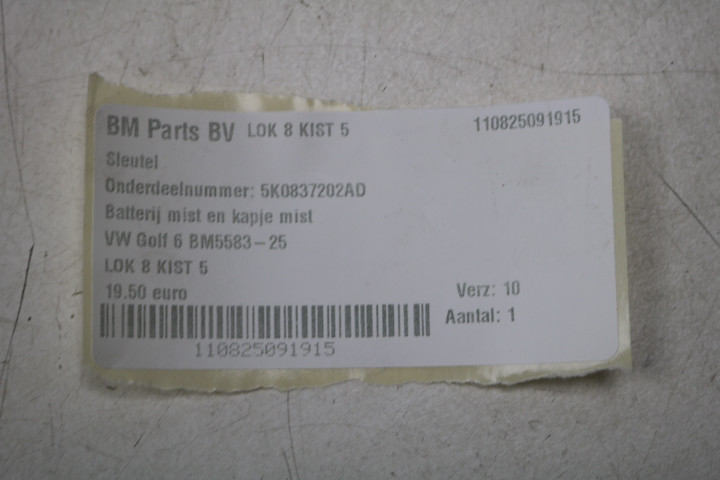 BM Parts BV LOK 8 KIST 5 110825091915
Sleutel
Onderdeelnummer: 5K0837202AD
Batterij mist en kapje mist
VW Golf 6 BM5583-25
LOK 8 KIST 5
19.50 euro Verz: 10
Aantal: 1
110825091915